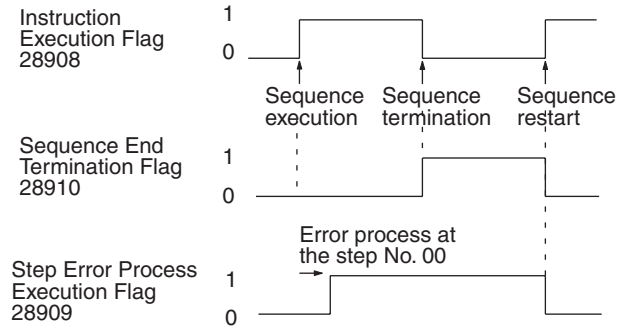 Instruction
Execution Flag
28908
1
0
Sequence execution
Sequence termination
Sequence restart
Sequence End
Termination Flag
28910
1
0
Error process at
the step No. 00
Step Error Process
Execution Flag
28909
1
0